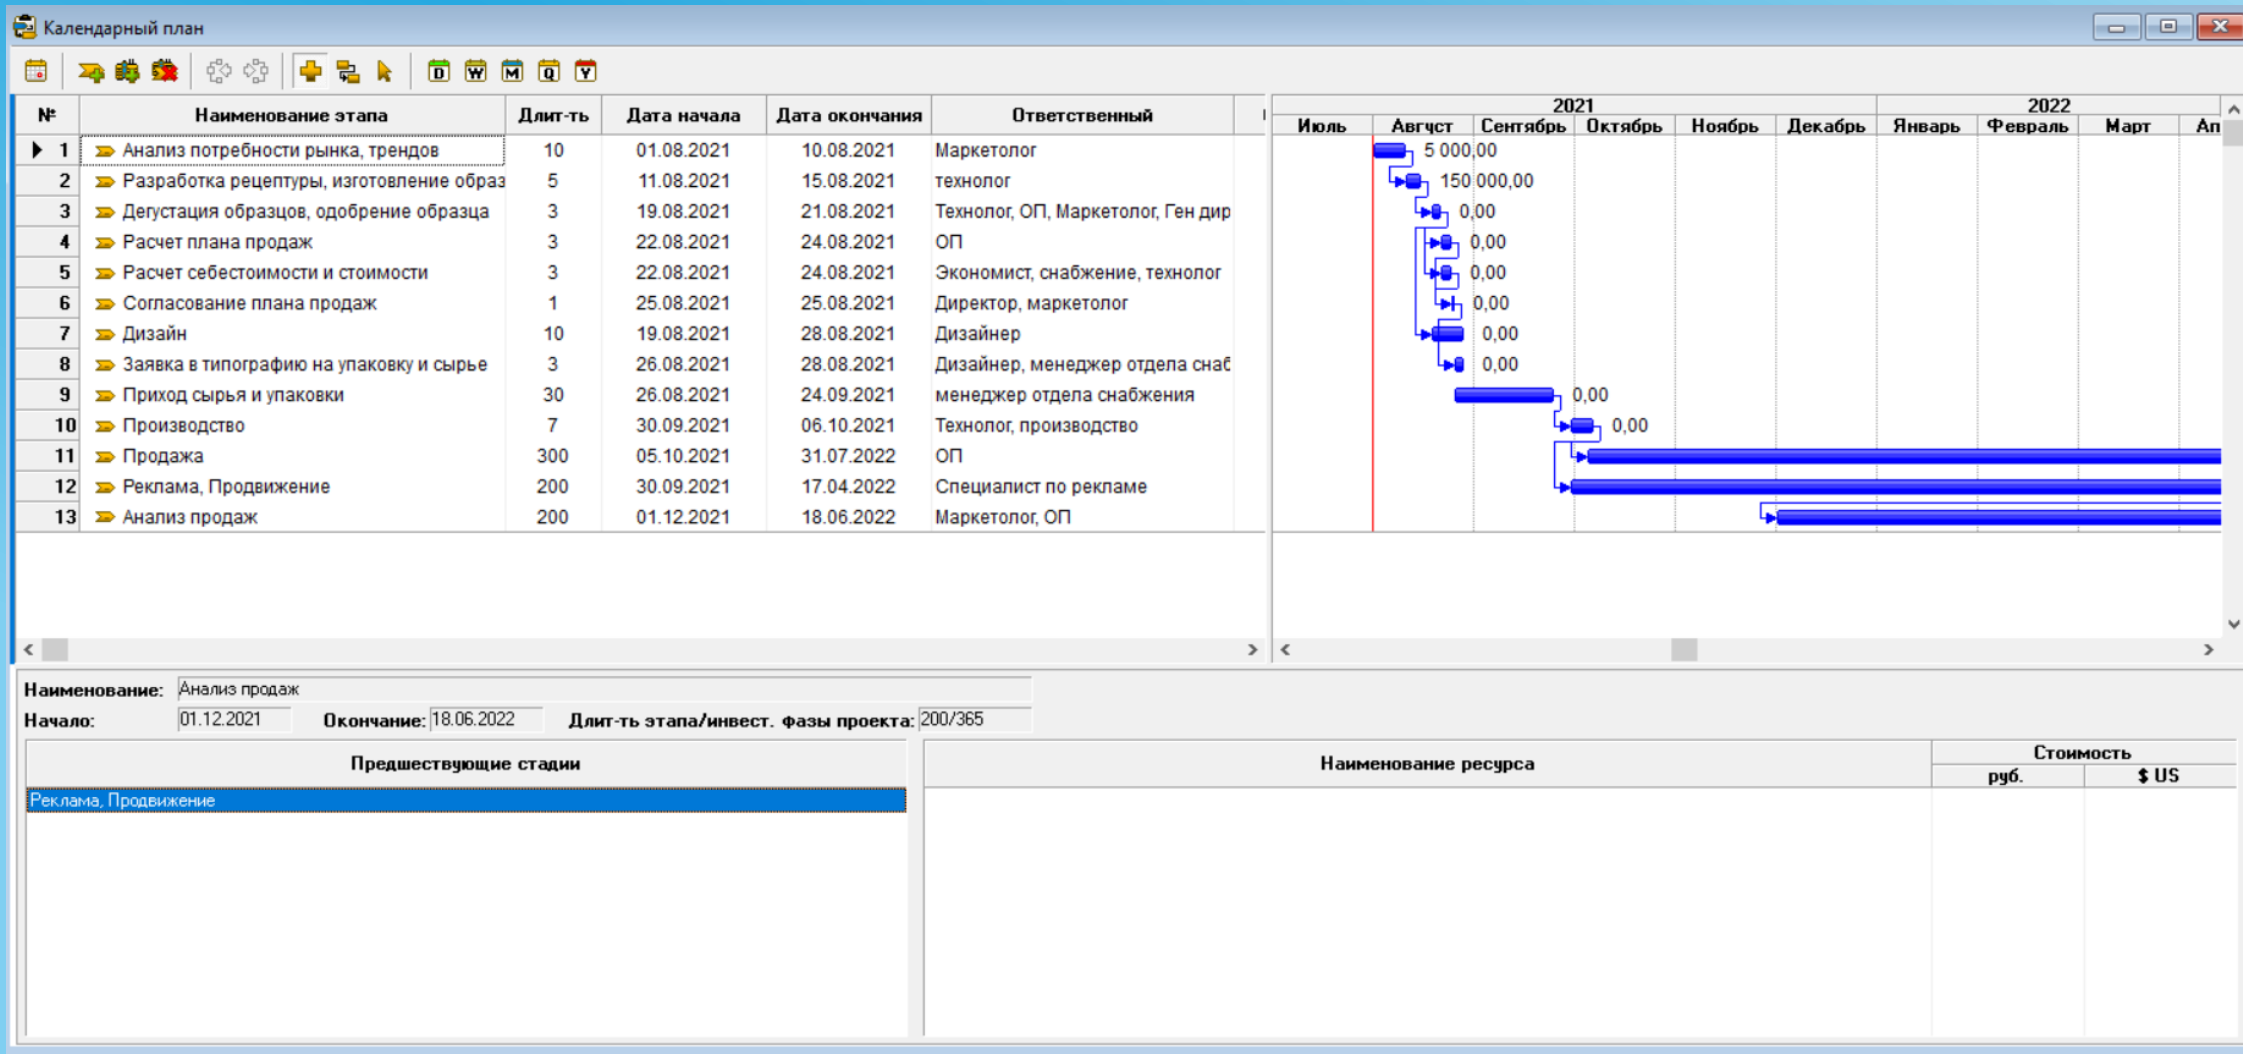 Календарный план
D W M Q Y
№ Наименование этапа Длит-ть Дата начала Дата окончания Ответственный
2021 2022
Июль Август Сентябрь Октябрь Ноябрь Декабрь Январь Февраль Март Ап
1 Анализ потребности рынка, трендов 10 01.08.2021 10.08.2021 Маркетолог 5 000,00
2 Разработка рецептуры, изготовление образ 5 11.08.2021 15.08.2021 технолог 150 000,00
3 Дегустация образцов, одобрение образца 3 19.08.2021 21.08.2021 Технолог, ОП, Маркетолог, Ген дир 0,00
4 Расчет плана продаж 3 22.08.2021 24.08.2021 ОП 0,00
5 Расчет себестоимости и стоимости 3 22.08.2021 24.08.2021 Экономист, снабжение, технолог 0,00
6 Согласование плана продаж 1 25.08.2021 25.08.2021 Директор, маркетолог 0,00
7 Дизайн 10 19.08.2021 28.08.2021 Дизайнер 0,00
8 Заявка в типографию на упаковку и сырье 3 26.08.2021 28.08.2021 Дизайнер, менеджер отдела снаб 0,00
9 Приход сырья и упаковки 30 26.08.2021 24.09.2021 менеджер отдела снабжения 0,00
10 Производство 7 30.09.2021 06.10.2021 Технолог, производство 0,00
11 Продажа 300 05.10.2021 31.07.2022 ОП
12 Реклама, Продвижение 200 30.09.2021 17.04.2022 Специалист по рекламе
13 Анализ продаж 200 01.12.2021 18.06.2022 Маркетолог, ОП
Наименование: Анализ продаж
Начало: 01.12.2021 Окончание: 18.06.2022 Длит-ть этапа/инвест. фазы проекта: 200/365
Предшествующие стадии Наименование ресурса Стоимость
руб. $ US
Реклама, Продвижение